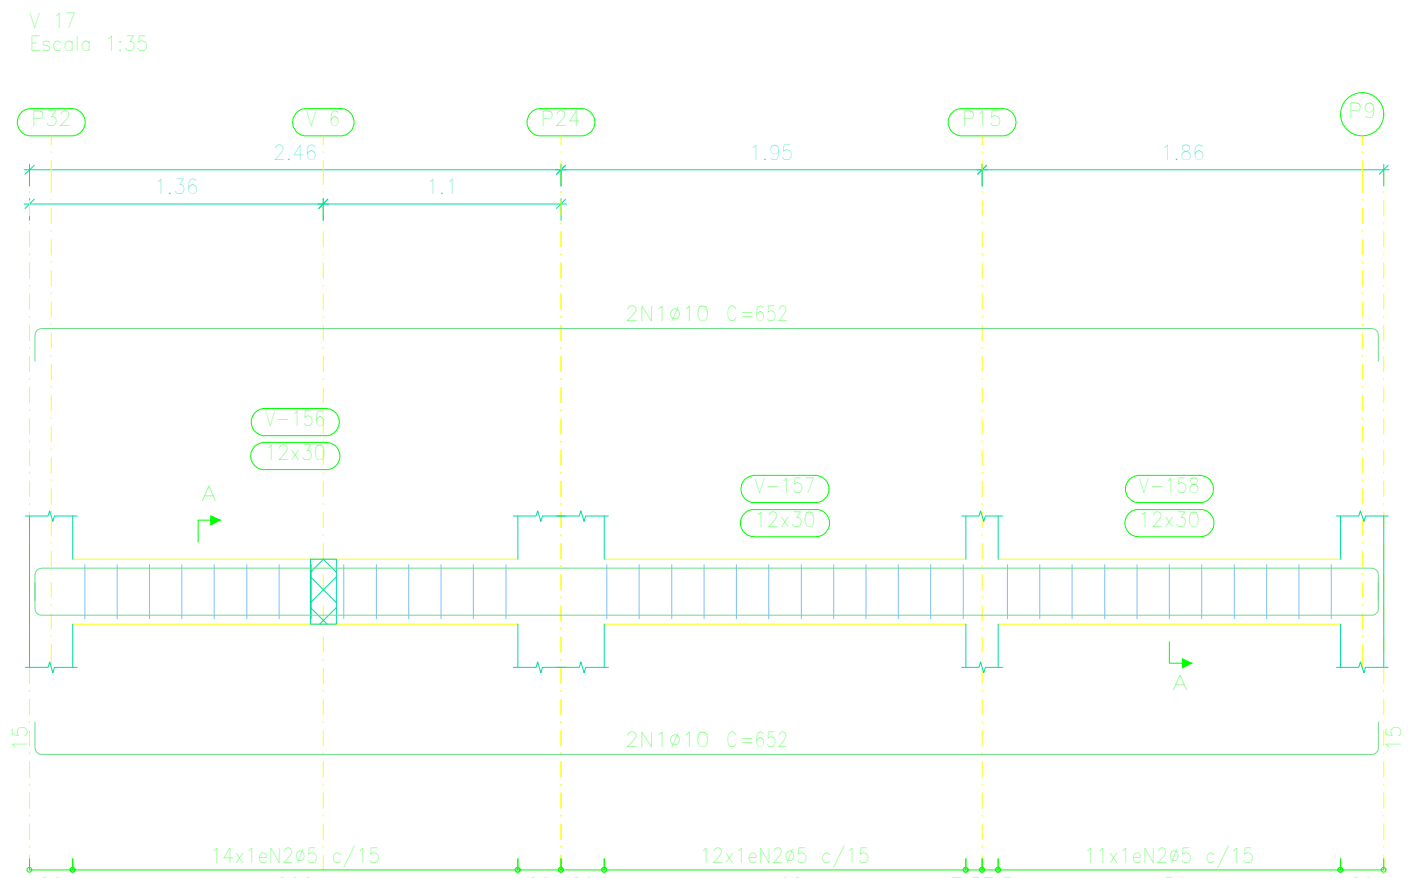 V 17
Escala 1:35
P32
V 6
P24
P15
P9
2.46
1.95
1.86
1.36
1.1
2N1ø10 C=652
V-156
12x30
V-157
V-158
12x30
12x30
A
A
15
15
2N1ø10 C=652
14x1eN2ø5 c/15
12x1eN2ø5 c/15
11x1eN2ø5 c/15